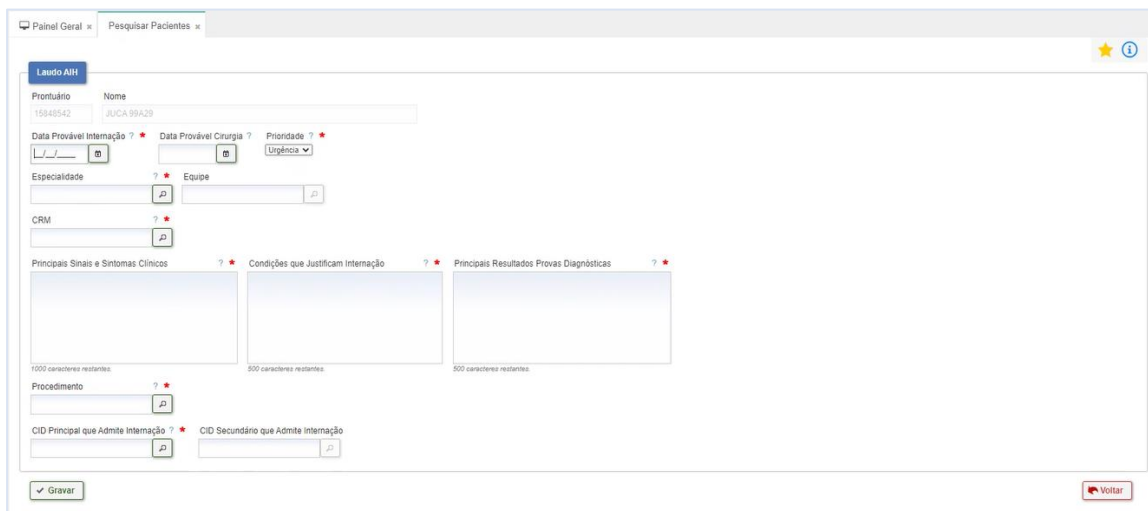 Painel Geral × Pesquisar Pacientes ×
Laudo AIH
Prontuário Nome
15848542 JUCA 99A29
Data Provável Internação ? * Data Provável Cirurgia ? Prioridade ? *
__/__/____ Urgência
Especialidade ? * Equipe
CRM ? *
Principais Sinais e Sintomas Clínicos ? * Condições que Justificam Internação ? * Principais Resultados Provas Diagnósticas ? *
1000 caracteres restantes. 500 caracteres restantes. 500 caracteres restantes.
Procedimento ? *
CID Principal que Admite Internação ? * CID Secundário que Admite Internação
Gravar Voltar